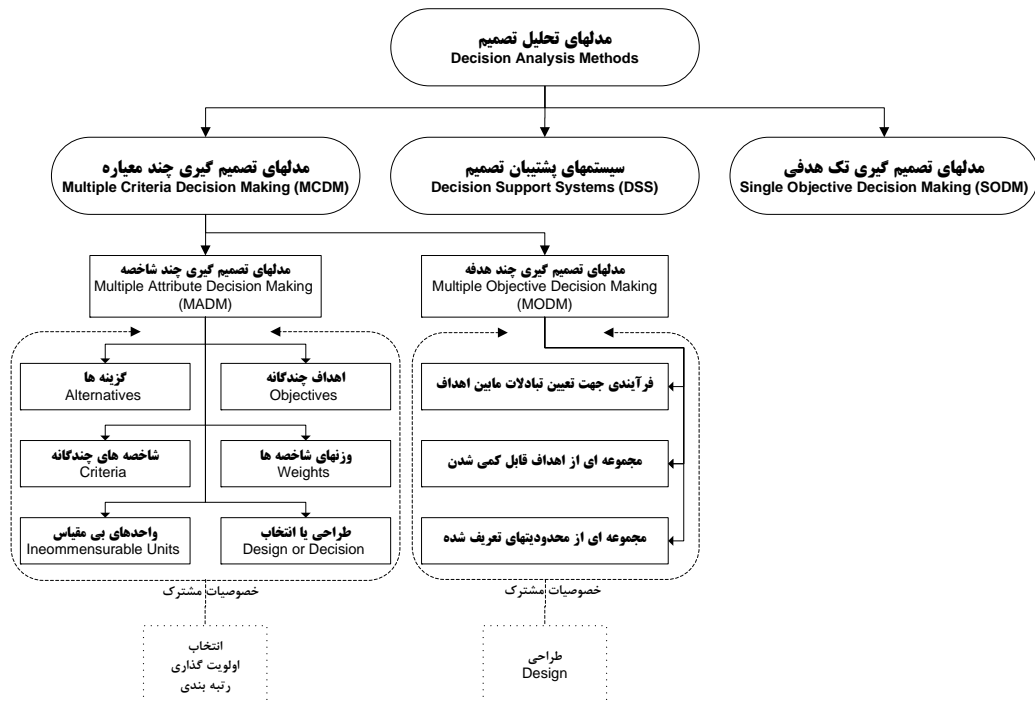 مدلهای تحلیل تصمیم
Decision Analysis Methods
مدلهای تصمیم گیری چند معیاره
Multiple Criteria Decision Making (MCDM)
سیستمهای پشتیبان تصمیم
Decision Support Systems (DSS)
مدلهای تصمیم گیری تک هدفی
Single Objective Decision Making (SODM)
مدلهای تصمیم گیری چند شاخصه
Multiple Attribute Decision Making
(MADM)
مدلهای تصمیم گیری چند هدفه
Multiple Objective Decision Making
(MODM)
گزینه ها
Alternatives
اهداف چندگانه
Objectives
شاخصه های چندگانه
Criteria
وزنهای شاخصه ها
Weights
واحدهای بی مقیاس
Ineommensurable Units
طراحی یا انتخاب
Design or Decision
فرآیندی جهت تعیین تبادلات مابین اهداف
مجموعه ای از اهداف قابل کمی شدن
مجموعه ای از محدودیتهای تعریف شده
خصوصیات مشترک
خصوصیات مشترک
انتخاب
اولویت گذاری
رتبه بندی
طراحی
Design